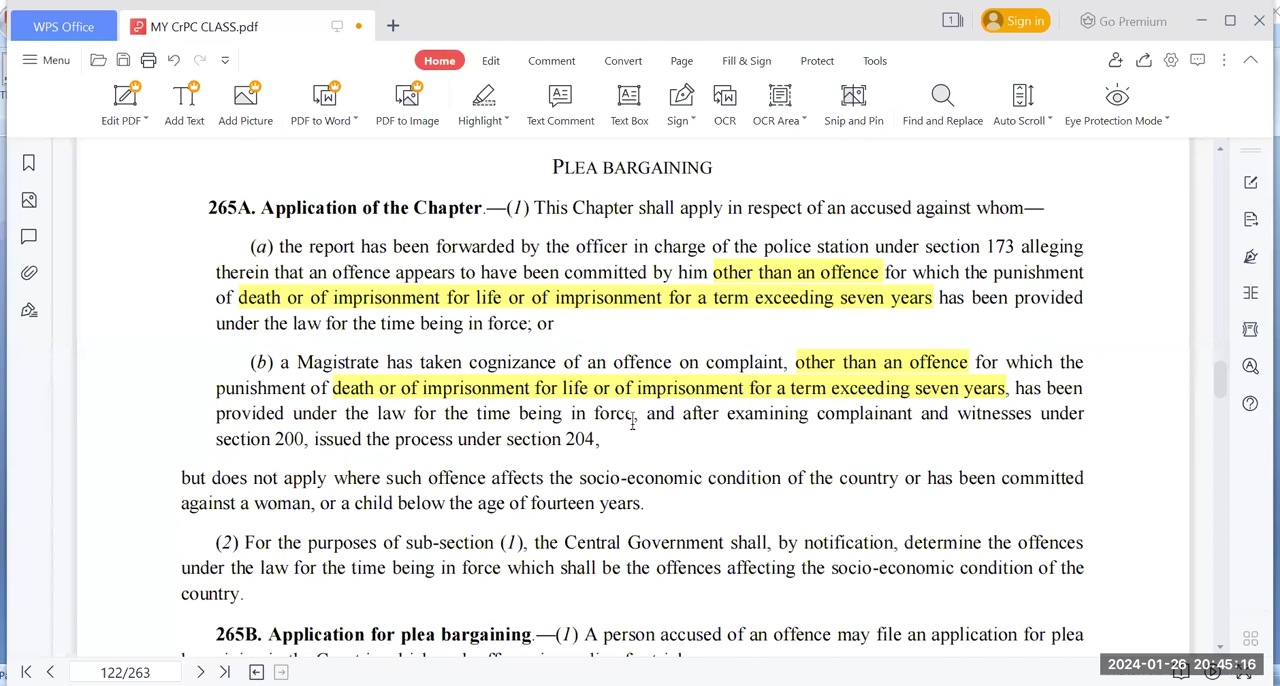 WPS Office
MY CrPC CLASS.pdf
1
Sign in
Go Premium
Menu
Home
Edit
Comment
Convert
Page
Fill & Sign
Protect
Tools
Edit PDF
Add Text
Add Picture
PDF to Word
PDF to Image
Highlight
Text Comment
Text Box
Sign
OCR
OCR Area
Snip and Pin
Find and Replace
Auto Scroll
Eye Protection Mode
PLEA BARGAINING
265A. Application of the Chapter.—(1) This Chapter shall apply in respect of an accused against whom—
(a) the report has been forwarded by the officer in charge of the police station under section 173 alleging
therein that an offence appears to have been committed by him other than an offence for which the punishment
of death or of imprisonment for life or of imprisonment for a term exceeding seven years has been provided
under the law for the time being in force; or
(b) a Magistrate has taken cognizance of an offence on complaint, other than an offence for which the
punishment of death or of imprisonment for life or of imprisonment for a term exceeding seven years, has been
provided under the law for the time being in force, and after examining complainant and witnesses under
section 200, issued the process under section 204,
but does not apply where such offence affects the socio-economic condition of the country or has been committed
against a woman, or a child below the age of fourteen years.
(2) For the purposes of sub-section (1), the Central Government shall, by notification, determine the offences
under the law for the time being in force which shall be the offences affecting the socio-economic condition of the
country.
265B. Application for plea bargaining.—(1) A person accused of an offence may file an application for plea
122/263
2024-01-26 20:45:16